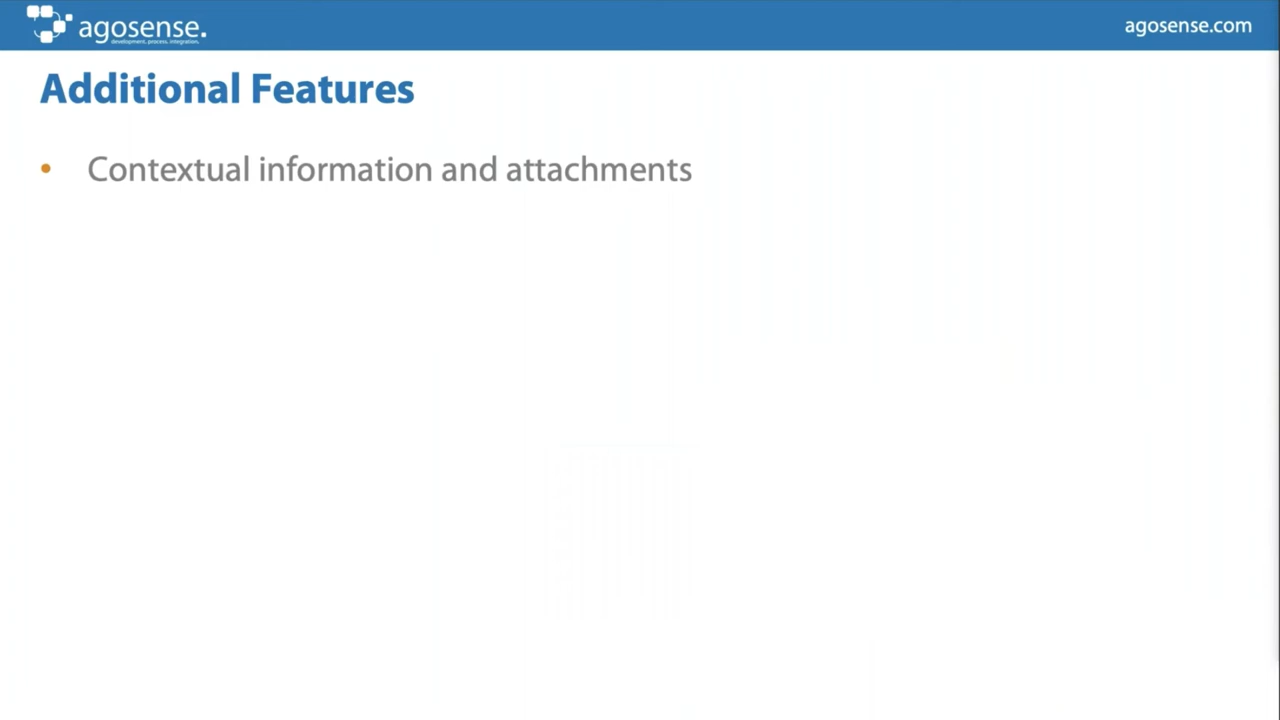 agosense.
development. process. integration.
agosense.com
Additional Features
• Contextual information and attachments